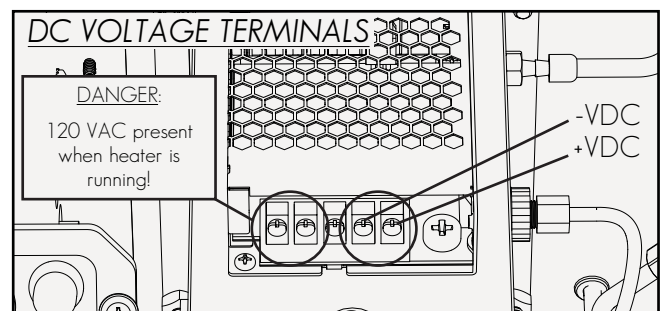 DC VOLTAGE TERMINALS
DANGER:
120 VAC present
when heater is
running!
-VDC
+VDC